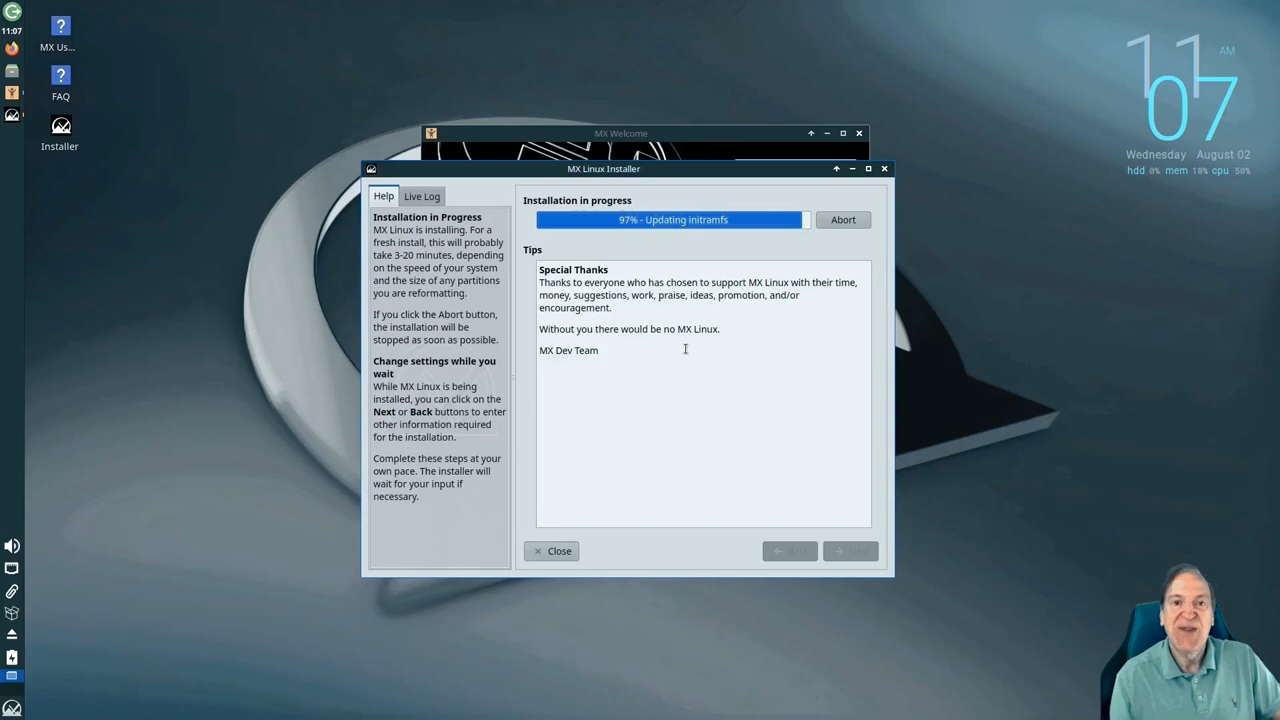 11:07
MX Us...
FAQ
Installer
11
AM
07
Wednesday August 02
hdd 0% mem 18% cpu 50%
MX Welcome
MX Linux Installer
Help
Live Log
Installation in Progress
MX Linux is installing. For a
fresh install, this will probably
take 3-20 minutes, depending
on the speed of your system
and the size of any partitions
you are reformatting.
If you click the Abort button,
the installation will be
stopped as soon as possible.
Change settings while you
wait
While MX Linux is being
installed, you can click on the
Next or Back buttons to enter
other information required
for the installation.
Complete these steps at your
own pace. The installer will
wait for your input if
necessary.
Installation in progress
97% - Updating initramfs
Abort
Tips
Special Thanks
Thanks to everyone who has chosen to support MX Linux with their time,
money, suggestions, work, praise, ideas, promotion, and/or
encouragement.
Without you there would be no MX Linux.
MX Dev Team
Close
Back
Next